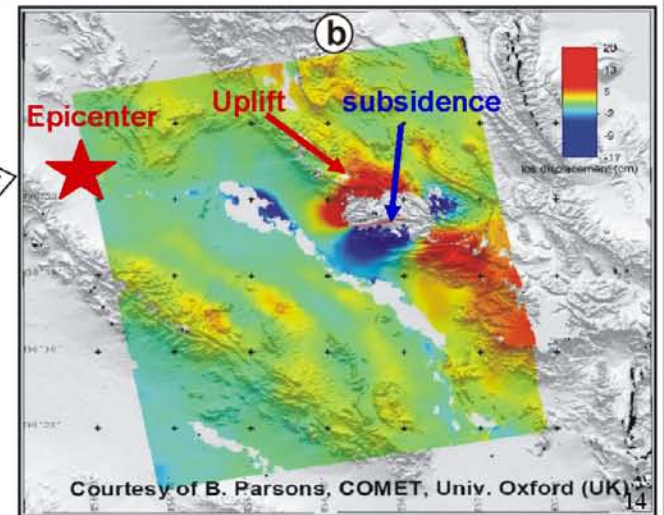 b
Uplift
subsidence
Epicenter
20
13
5
-2
-9
-17
los displacement (cm)
Courtesy of B. Parsons, COMET, Univ. Oxford (UK)
14